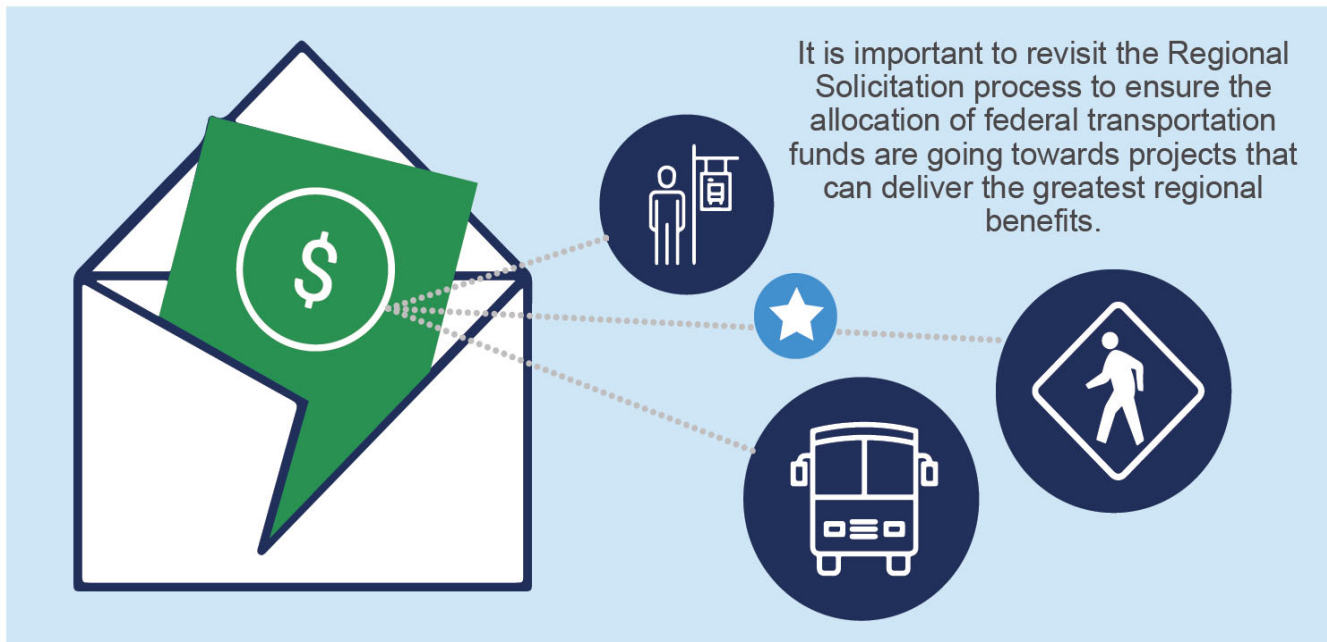 It is important to revisit the Regional
Solicitation process to ensure the
allocation of federal transportation
funds are going towards projects that
can deliver the greatest regional
benefits.
$